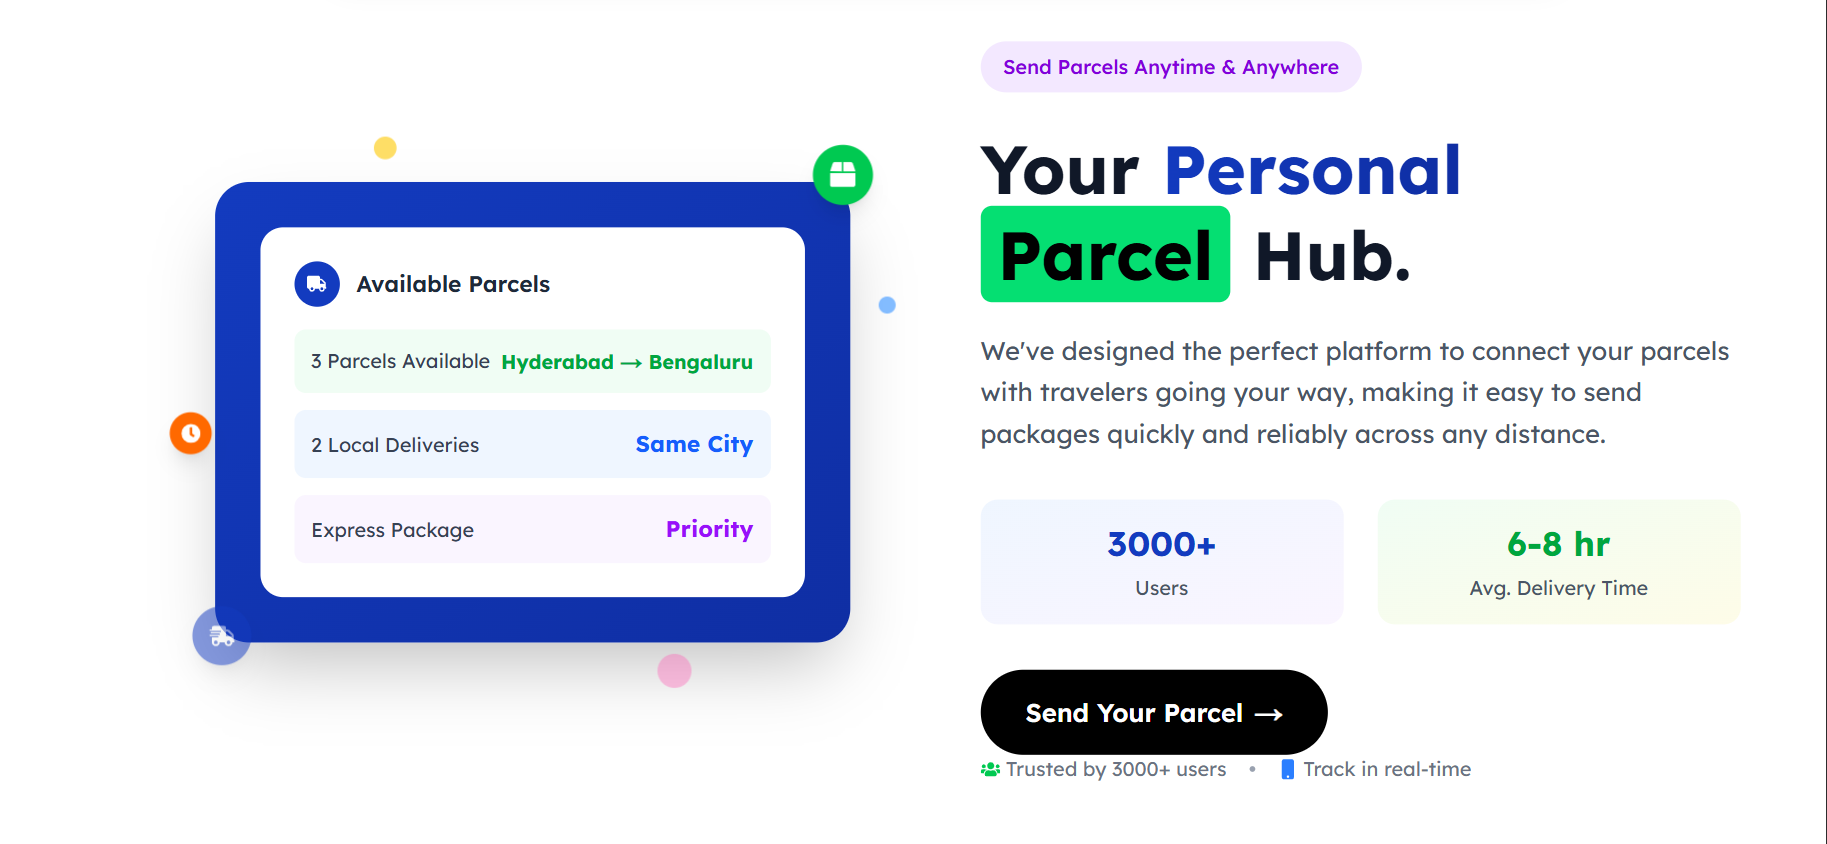 Send Parcels Anytime & Anywhere
Your Personal
Parcel Hub.
We've designed the perfect platform to connect your parcels
with travelers going your way, making it easy to send
packages quickly and reliably across any distance.
3000+
Users
6-8 hr
Avg. Delivery Time
Send Your Parcel →
Trusted by 3000+ users • Track in real-time
Available Parcels
3 Parcels Available Hyderabad → Bengaluru
2 Local Deliveries Same City
Express Package Priority